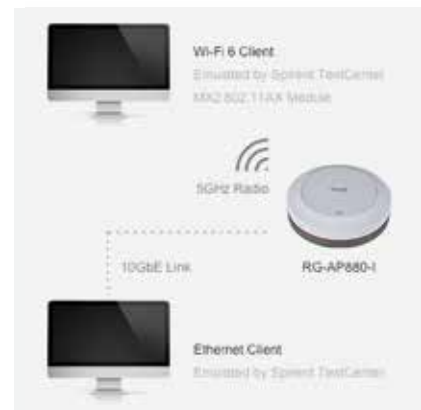 Wi-Fi 6 Client
Emulated by Spirent TestCenter
MX2 802.11AX Module
5GHz Radio
10GbE Link
RG-AP880-I
Ethernet Client
Emulated by Spirent TestCenter